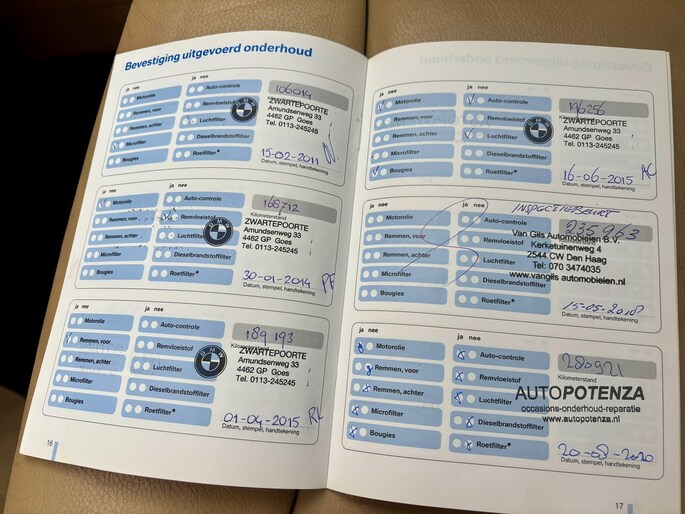 Bevestiging uitgevoerd onderhoud
ja nee
ja nee
Motorolie
Auto-controle
106014
Kilometerstand
Remmen, voor
Remvloeistof
ZWARTEPOORTE
Amundsenweg 33
4462 GP Goes
Tel. 0113-245245
Remmen, achter
Luchtfilter
Microfilter
Dieselbrandstoffilter
15-02-2011
Bougies
Roetfilter*
Datum, stempel, handtekening
ja nee
ja nee
Motorolie
Auto-controle
168712
Kilometerstand
Remmen, voor
Remvloeistof
ZWARTEPOORTE
Amundsenweg 33
4462 GP Goes
Tel. 0113-245245
Remmen, achter
Luchtfilter
Microfilter
Dieselbrandstoffilter
30-01-2014
Bougies
Roetfilter*
Datum, stempel, handtekening
ja nee
ja nee
Motorolie
Auto-controle
189193
Kilometerstand
Remmen, voor
Remvloeistof
ZWARTEPOORTE
Amundsenweg 33
4462 GP Goes
Tel. 0113-245245
Remmen, achter
Luchtfilter
Microfilter
Dieselbrandstoffilter
01-04-2015
Bougies
Roetfilter*
Datum, stempel, handtekening
16
ja nee
ja nee
Motorolie
Auto-controle
196256
Remmen, voor
Remvloeistof
ZWARTEPOORTE
Amundsenweg 33
4462 GP Goes
Tel. 0113-245245
Remmen, achter
Luchtfilter
Microfilter
Dieselbrandstoffilter
16-06-2015
Bougies
Roetfilter*
Datum, stempel, handtekening
ja nee
ja nee
INSPECTIEBEURT
Motorolie
Auto-controle
235963
Remmen, voor
Remvloeistof
Van Gils Automobielen B.V.
Kerketuinenweg 4
2544 CW Den Haag
Tel: 070 3474035
www.vangils automobielen.nl
Remmen, achter
Luchtfilter
Microfilter
Dieselbrandstoffilter
Bougies
Roetfilter*
Datum, stempel, handtekening
ja nee
ja nee
Motorolie
Auto-controle
280921
Kilometerstand
Remmen, voor
Remvloeistof
Remmen, achter
Luchtfilter
AUTOPOTENZA
occasions-onderhoud-reparatie
www.autopotenza.nl
Microfilter
Dieselbrandstoffilter
Bougies
Roetfilter*
20-08-2020
Datum, stempel, handtekening
17